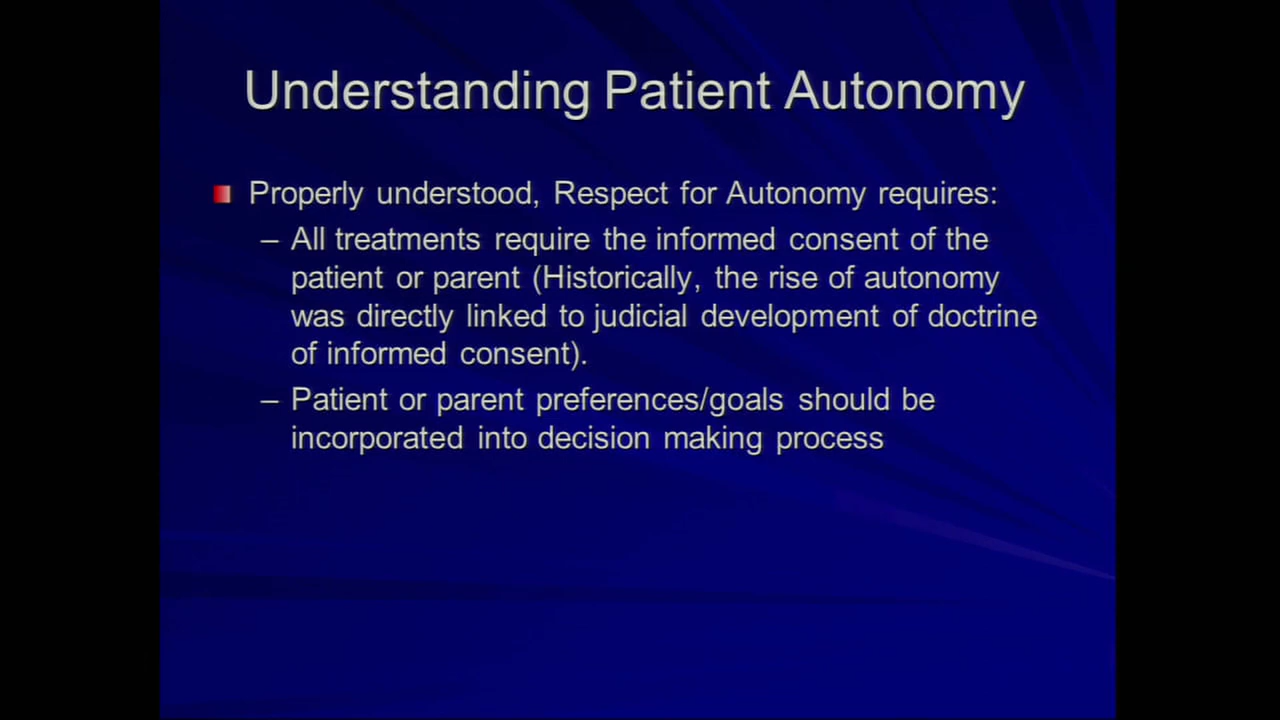 Understanding Patient Autonomy
Properly understood, Respect for Autonomy requires:
– All treatments require the informed consent of the
patient or parent (Historically, the rise of autonomy
was directly linked to judicial development of doctrine
of informed consent).
– Patient or parent preferences/goals should be
incorporated into decision making process